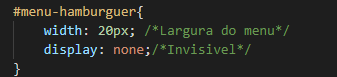 #menu-hamburguer{
    width: 20px; /*Largura do menu*/
    display: none;/*Invisivel*/
}